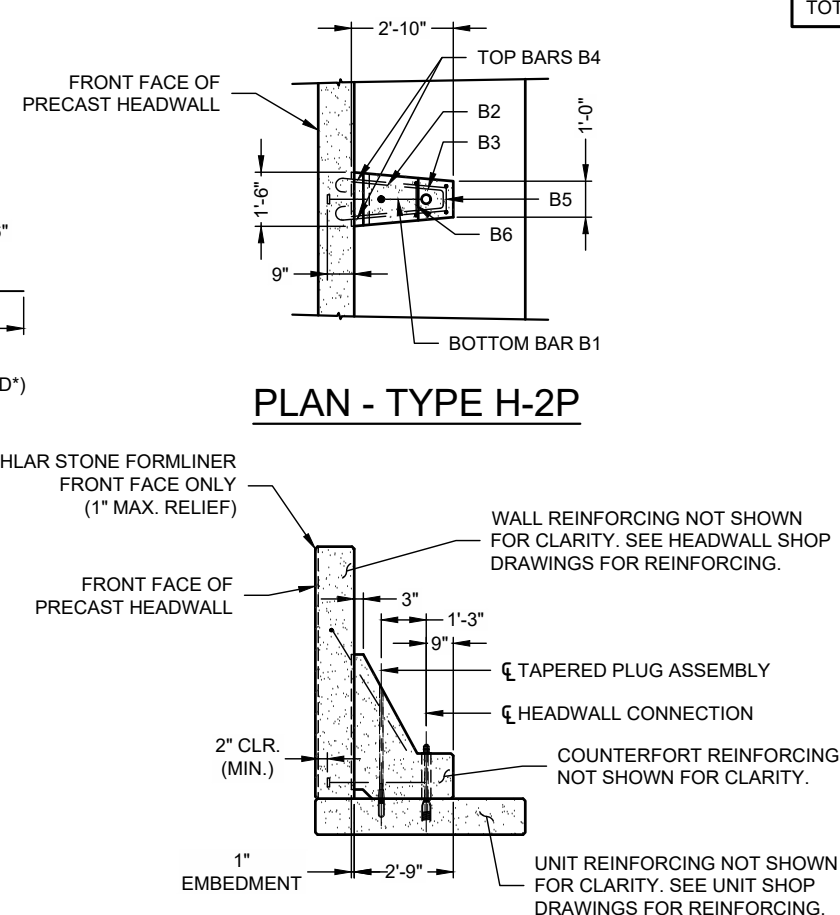 TOT
2'-10"
TOP BARS B4
FRONT FACE OF
PRECAST HEADWALL
B2
B3
1'-0"
1'-6"
B5
B6
9"
BOTTOM BAR B1
D*)
PLAN - TYPE H-2P
HLAR STONE FORMLINER
FRONT FACE ONLY
(1" MAX. RELIEF)
WALL REINFORCING NOT SHOWN
FOR CLARITY. SEE HEADWALL SHOP
DRAWINGS FOR REINFORCING.
FRONT FACE OF
PRECAST HEADWALL
3"
1'-3"
9"
℄ TAPERED PLUG ASSEMBLY
℄ HEADWALL CONNECTION
2" CLR.
(MIN.)
COUNTERFORT REINFORCING
NOT SHOWN FOR CLARITY.
1"
EMBEDMENT
2'-9"
UNIT REINFORCING NOT SHOWN
FOR CLARITY. SEE UNIT SHOP
DRAWINGS FOR REINFORCING.